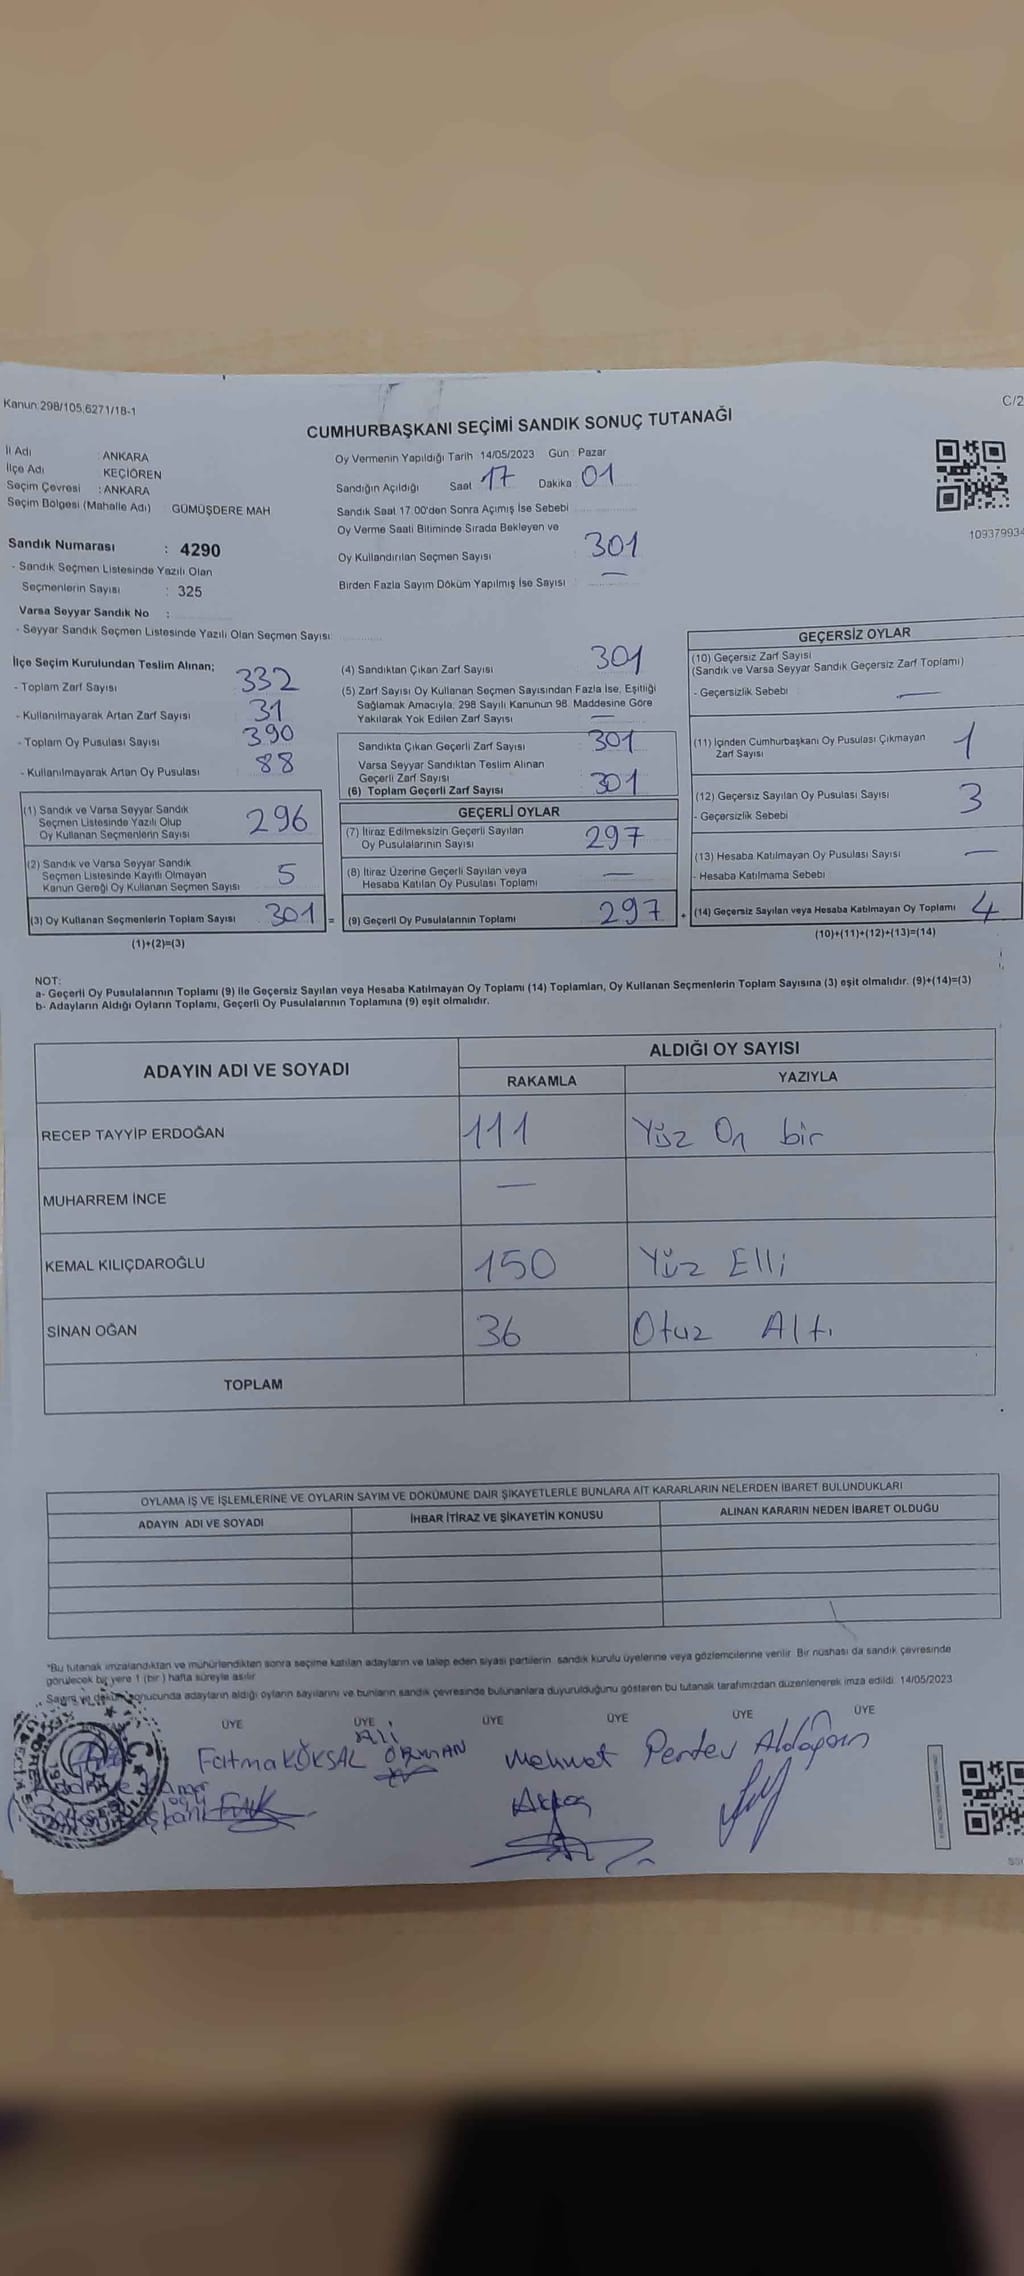 Kanun:298/105,6271/18-1
C/2
CUMHURBAŞKANI SEÇİMİ SANDIK SONUÇ TUTANAĞI
İl Adı : ANKARA
İlçe Adı KEÇİÖREN
Seçim Çevresi : ANKARA
Seçim Bölgesi (Mahalle Adı) GÜMÜŞDERE MAH
Sandık Numarası : 4290
- Sandık Seçmen Listesinde Yazılı Olan
Seçmenlerin Sayısı : 325
Varsa Seyyar Sandık No :
- Seyyar Sandık Seçmen Listesinde Yazılı Olan Seçmen Sayısı:
Oy Vermenin Yapıldığı Tarih 14/05/2023 Gün : Pazar
Sandığın Açıldığı Saat 17 Dakika : 01
Sandık Saat 17.00'den Sonra Açımış İse Sebebi
Oy Verme Saati Bitiminde Sırada Bekleyen ve
Oy Kullandırılan Seçmen Sayısı 301
Birden Fazla Sayım Döküm Yapılmış İse Sayısı : —
109379934
İlçe Seçim Kurulundan Teslim Alınan;
- Toplam Zarf Sayısı 332
- Kullanılmayarak Artan Zarf Sayısı 31
- Toplam Oy Pusulası Sayısı 390
- Kullanılmayarak Artan Oy Pusulası 88
(1) Sandık ve Varsa Seyyar Sandık
Seçmen Listesinde Yazılı Olup
Oy Kullanan Seçmenlerin Sayısı 296
(2) Sandık ve Varsa Seyyar Sandık
Seçmen Listesinde Kayıtlı Olmayan
Kanun Gereği Oy Kullanan Seçmen Sayısı 5
(3) Oy Kullanan Seçmenlerin Toplam Sayısı 301 =
(1)+(2)=(3)
(4) Sandıktan Çıkan Zarf Sayısı 301
(5) Zarf Sayısı Oy Kullanan Seçmen Sayısından Fazla İse, Eşitliği
Sağlamak Amacıyla, 298 Sayılı Kanunun 98. Maddesine Göre
Yakılarak Yok Edilen Zarf Sayısı —
Sandıkta Çıkan Geçerli Zarf Sayısı 301
Varsa Seyyar Sandıktan Teslim Alınan
Geçerli Zarf Sayısı
(6) Toplam Geçerli Zarf Sayısı 301
GEÇERLİ OYLAR
(7) İtiraz Edilmeksizin Geçerli Sayılan
Oy Pusulalarının Sayısı 297
(8) İtiraz Üzerine Geçerli Sayılan veya
Hesaba Katılan Oy Pusulası Toplamı —
(9) Geçerli Oy Pusulalarının Toplamı 297 +
GEÇERSİZ OYLAR
(10) Geçersiz Zarf Sayısı
(Sandık ve Varsa Seyyar Sandık Geçersiz Zarf Toplamı)
- Geçersizlik Sebebi —
(11) İçinden Cumhurbaşkanı Oy Pusulası Çıkmayan
Zarf Sayısı 1
(12) Geçersiz Sayılan Oy Pusulası Sayısı 3
- Geçersizlik Sebebi
(13) Hesaba Katılmayan Oy Pusulası Sayısı —
- Hesaba Katılmama Sebebi
(14) Geçersiz Sayılan veya Hesaba Katılmayan Oy Toplamı 4
(10)+(11)+(12)+(13)=(14)
NOT:
a- Geçerli Oy Pusulalarının Toplamı (9) ile Geçersiz Sayılan veya Hesaba Katılmayan Oy Toplamı (14) Toplamları, Oy Kullanan Seçmenlerin Toplam Sayısına (3) eşit olmalıdır. (9)+(14)=(3)
b- Adayların Aldığı Oyların Toplamı, Geçerli Oy Pusulalarının Toplamına (9) eşit olmalıdır.
ADAYIN ADI VE SOYADI ALDIĞI OY SAYISI
RAKAMLA YAZIYLA
RECEP TAYYİP ERDOĞAN 111 Yüz On bir
MUHARREM İNCE —
KEMAL KILIÇDAROĞLU 150 Yüz Elli
SİNAN OĞAN 36 Otuz Altı
TOPLAM
OYLAMA İŞ VE İŞLEMLERİNE VE OYLARIN SAYIM VE DÖKÜMÜNE DAİR ŞİKAYETLERLE BUNLARA AİT KARARLARIN NELERDEN İBARET BULUNDUKLARI
ADAYIN ADI VE SOYADI İHBAR İTİRAZ VE ŞİKAYETİN KONUSU ALINAN KARARIN NEDEN İBARET OLDUĞU
*Bu tutanak imzalandıktan ve mühürlendikten sonra seçime katılan adayların ve talep eden siyasi partilerin sandık kurulu üyelerine veya gözlemcilerine verilir. Bir nüshası da sandık çevresinde
görülecek bir yere 1 (bir) hafta süreyle asılır.
Sayım ve döküm sonucunda adayların aldığı oyların sayılarını ve bunların sandık çevresinde bulunanlara duyurulduğunu gösteren bu tutanak tarafımızdan düzenlenerek imza edildi. 14/05/2023
ÜYE ÜYE ÜYE ÜYE ÜYE ÜYE
Fatma KÖKSAL Ali ORMAN Mehmet Pertev